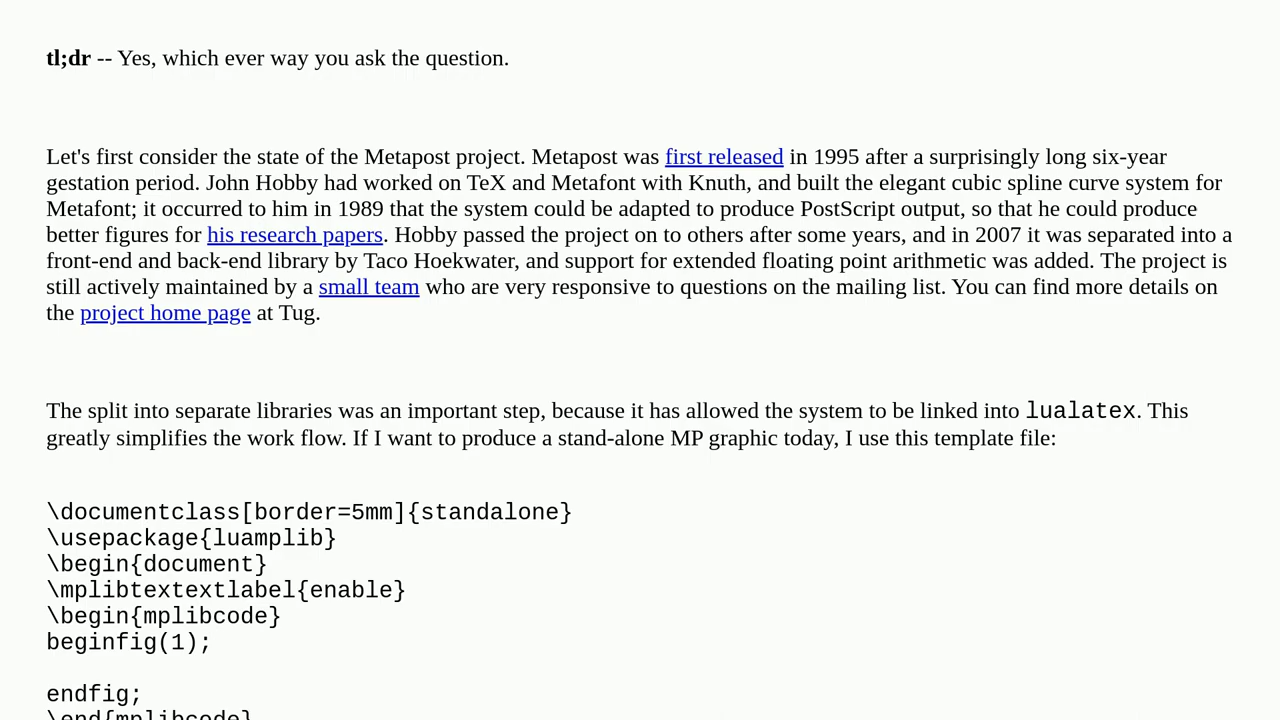 tl;dr -- Yes, which ever way you ask the question.
Let's first consider the state of the Metapost project. Metapost was first released in 1995 after a surprisingly long six-year
gestation period. John Hobby had worked on TeX and Metafont with Knuth, and built the elegant cubic spline curve system for
Metafont; it occurred to him in 1989 that the system could be adapted to produce PostScript output, so that he could produce
better figures for his research papers. Hobby passed the project on to others after some years, and in 2007 it was separated into a
front-end and back-end library by Taco Hoekwater, and support for extended floating point arithmetic was added. The project is
still actively maintained by a small team who are very responsive to questions on the mailing list. You can find more details on
the project home page at Tug.
The split into separate libraries was an important step, because it has allowed the system to be linked into lualatex. This
greatly simplifies the work flow. If I want to produce a stand-alone MP graphic today, I use this template file:
\documentclass[border=5mm]{standalone}
\usepackage{luamplib}
\begin{document}
\mplibtextextlabel{enable}
\begin{mplibcode}
beginfig(1);
endfig;
\end{mplibcode}